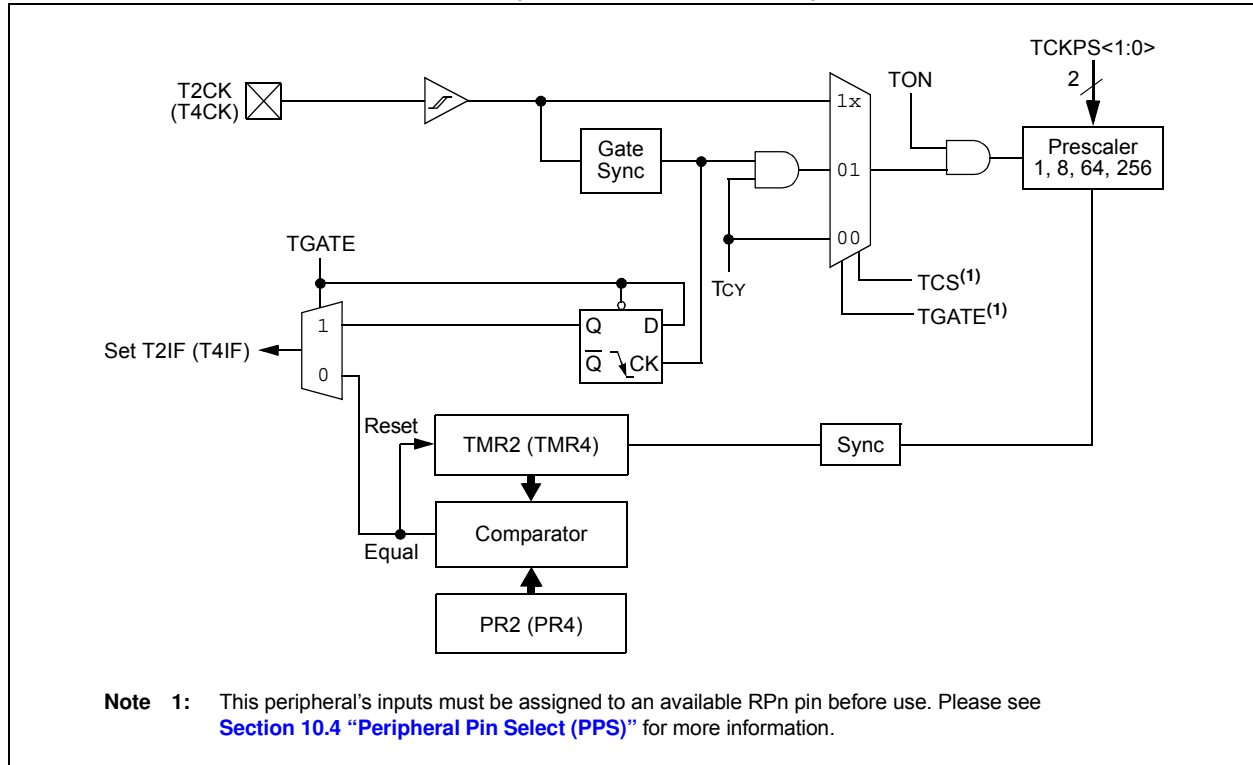 TCKPS<1:0>
2
T2CK
(T4CK)
TON
1x
Gate
Sync
Prescaler
1, 8, 64, 256
01
00
TGATE
TCY
TCS(1)
TGATE(1)
1
Q D
Set T2IF (T4IF)
Q CK
0
Reset
TMR2 (TMR4)
Sync
Comparator
Equal
PR2 (PR4)
Note 1: This peripheral's inputs must be assigned to an available RPn pin before use. Please see
Section 10.4 “Peripheral Pin Select (PPS)” for more information.